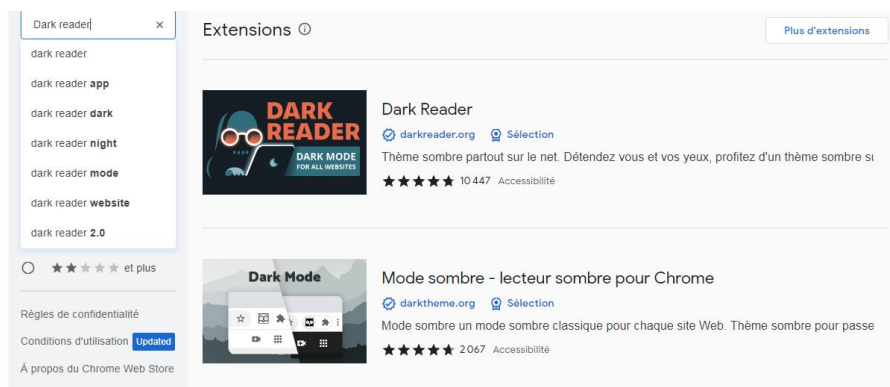 Dark reader
dark reader
dark reader app
dark reader dark
dark reader night
dark reader mode
dark reader website
dark reader 2.0
et plus
Règles de confidentialité
Conditions d'utilisation Updated
À propos du Chrome Web Store
Extensions
Plus d'extensions
DARK
READER
DARK MODE
FOR ALL WEBSITES
Dark Reader
darkreader.org Sélection
Thème sombre partout sur le net. Détendez vous et vos yeux, profitez d'un thème sombre
10 447 Accessibilité
Dark Mode
Mode sombre - lecteur sombre pour Chrome
darktheme.org Sélection
Mode sombre un mode sombre classique pour chaque site Web. Thème sombre pour passe
2 067 Accessibilité